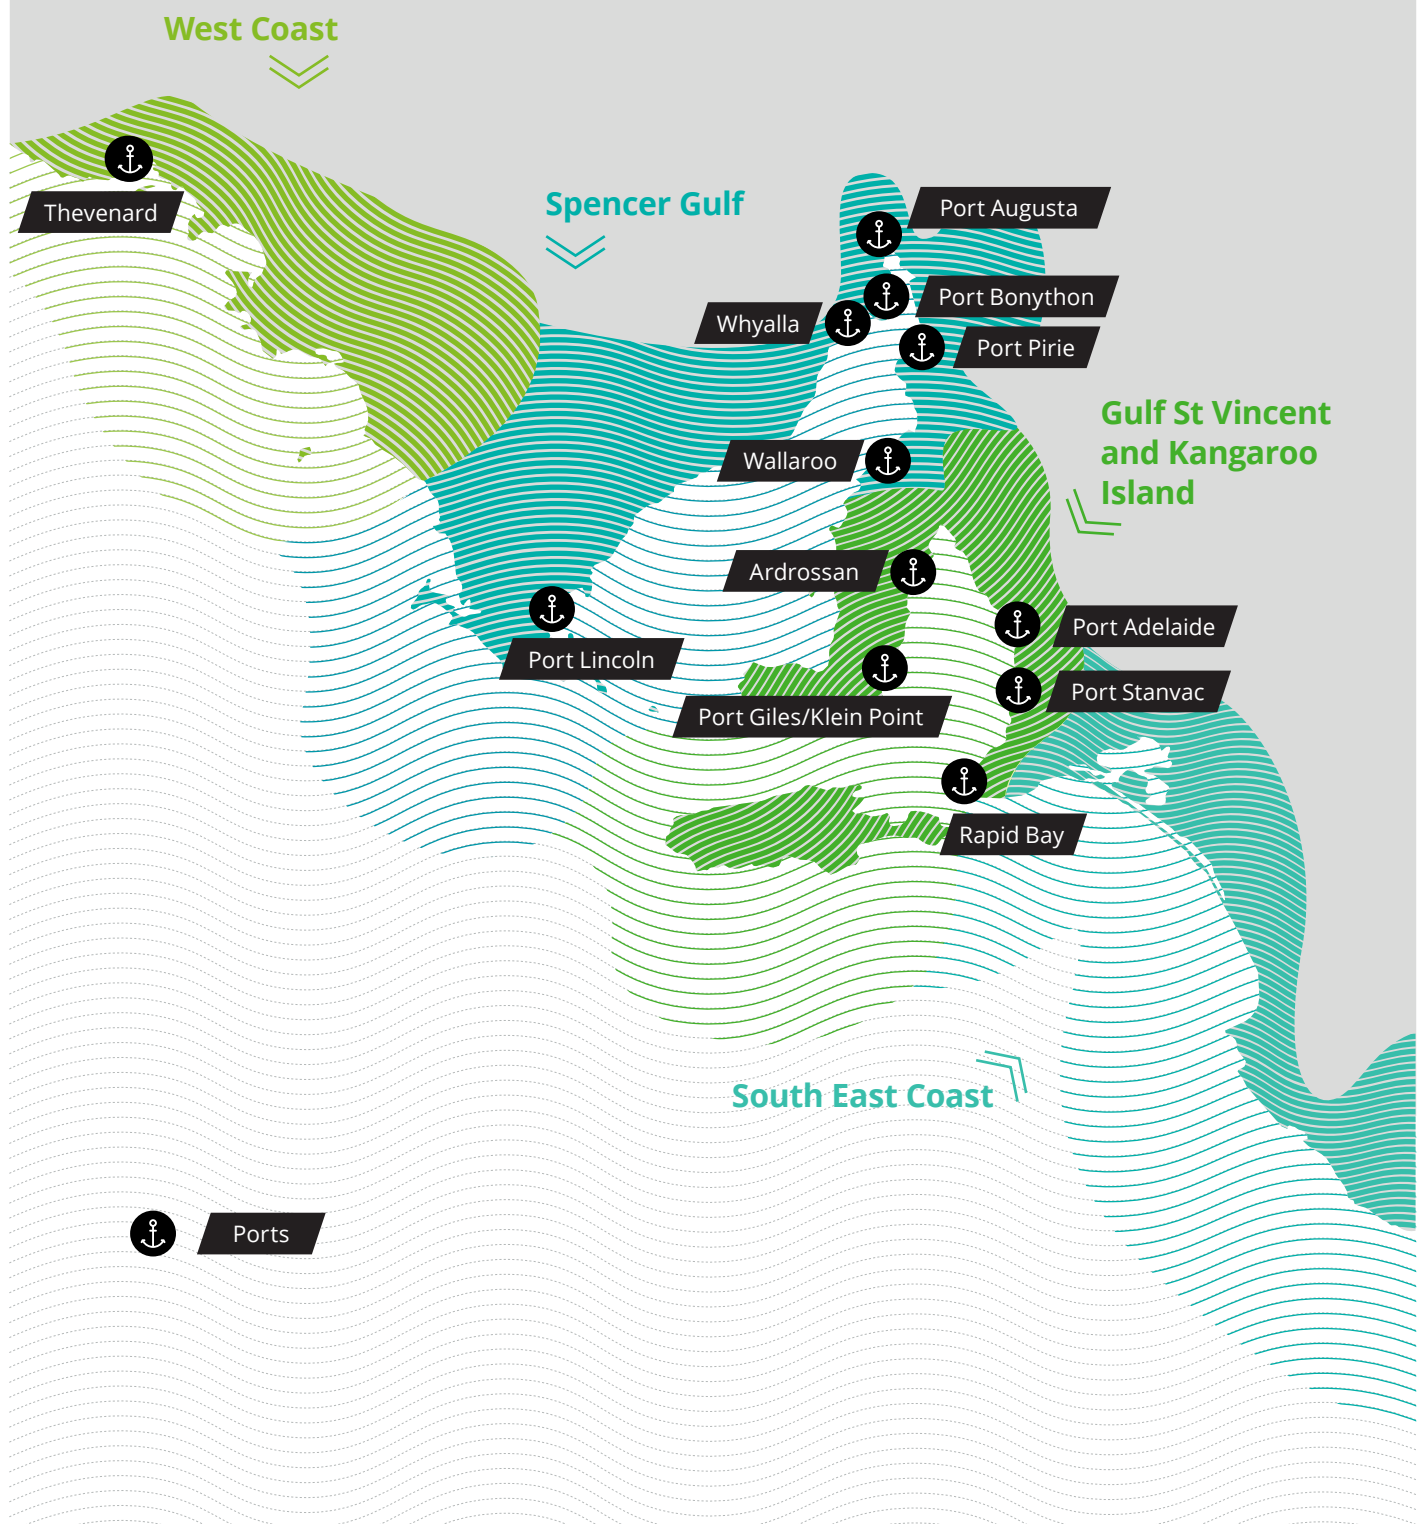 West Coast
Thevenard
Spencer Gulf
Port Augusta
Port Bonython
Whyalla
Port Pirie
Gulf St Vincent
and Kangaroo
Island
Wallaroo
Ardrossan
Port Adelaide
Port Lincoln
Port Stanvac
Port Giles/Klein Point
Rapid Bay
South East Coast
Ports